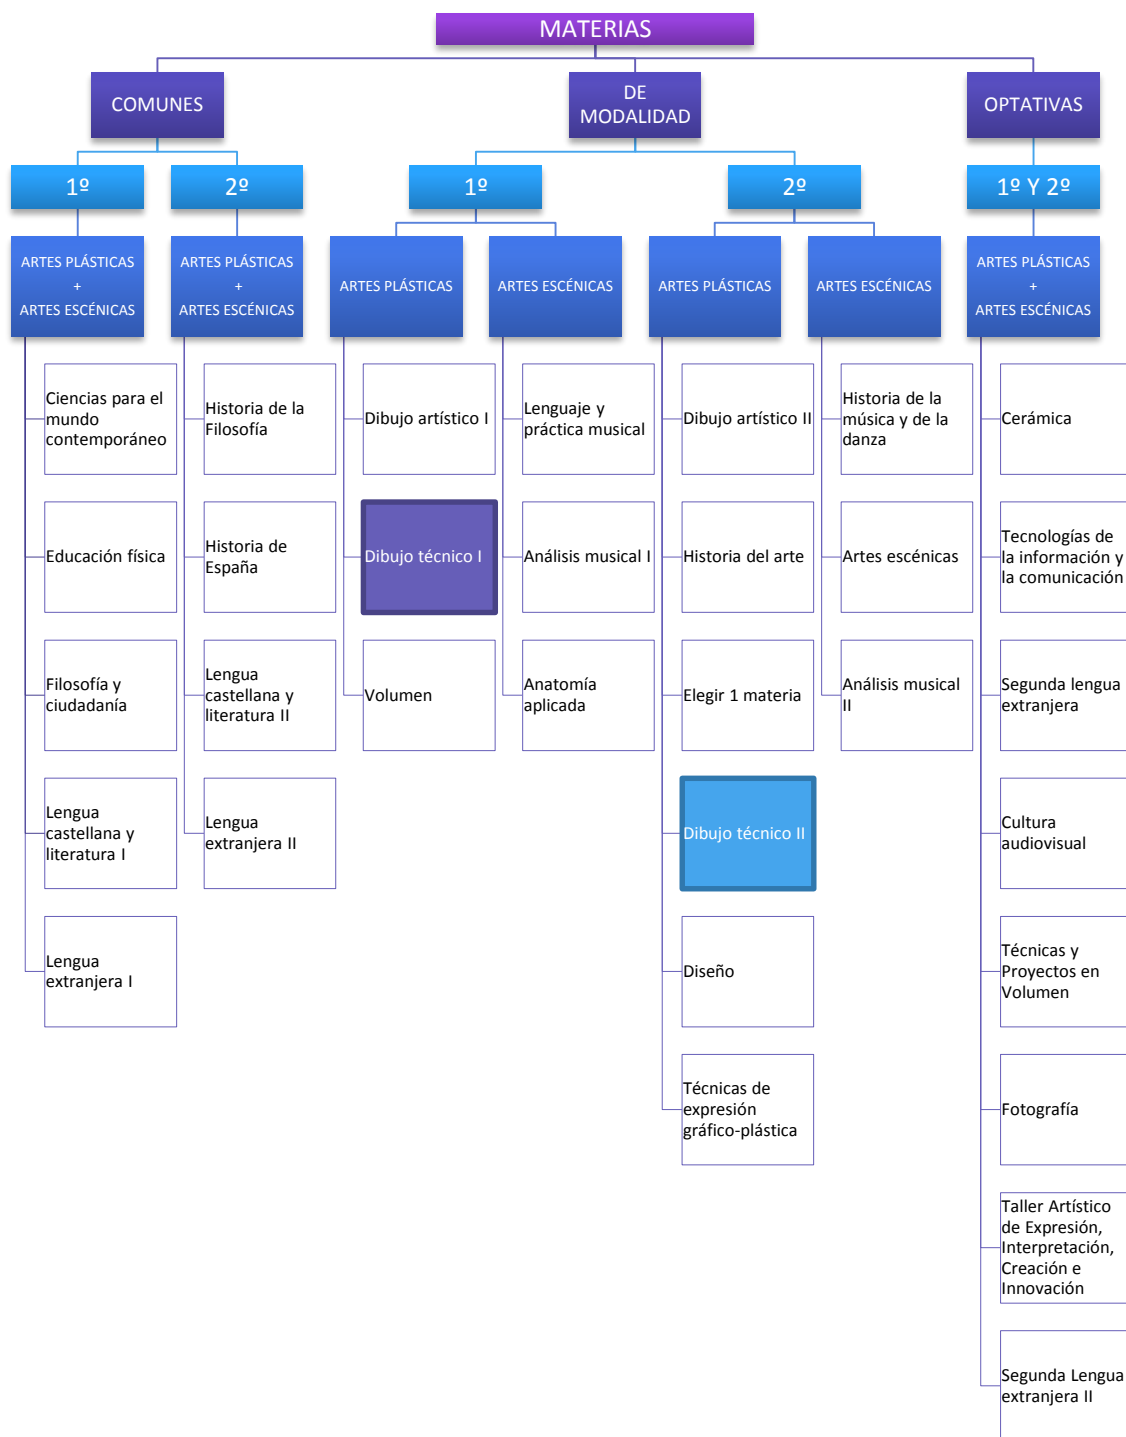 MATERIAS
COMUNES
DE
MODALIDAD
OPTATIVAS
1º
2º
1º
2º
1º Y 2º
ARTES PLÁSTICAS
+
ARTES ESCÉNICAS
ARTES PLÁSTICAS
+
ARTES ESCÉNICAS
ARTES PLÁSTICAS
ARTES ESCÉNICAS
ARTES PLÁSTICAS
ARTES ESCÉNICAS
ARTES PLÁSTICAS
+
ARTES ESCÉNICAS
Ciencias para el
mundo
contemporáneo
Educación física
Filosofía y
ciudadanía
Lengua
castellana y
literatura I
Lengua
extranjera I
Historia de la
Filosofía
Historia de
España
Lengua
castellana y
literatura II
Lengua
extranjera II
Dibujo artístico I
Dibujo técnico I
Volumen
Lenguaje y
práctica musical
Análisis musical I
Anatomía
aplicada
Dibujo artístico II
Historia del arte
Elegir 1 materia
Dibujo técnico II
Diseño
Técnicas de
expresión
gráfico-plástica
Historia de la
música y de la
danza
Artes escénicas
Análisis musical
II
Cerámica
Tecnologías de
la información y
la comunicación
Segunda lengua
extranjera
Cultura
audiovisual
Técnicas y
Proyectos en
Volumen
Fotografía
Taller Artístico
de Expresión,
Interpretación,
Creación e
Innovación
Segunda Lengua
extranjera II